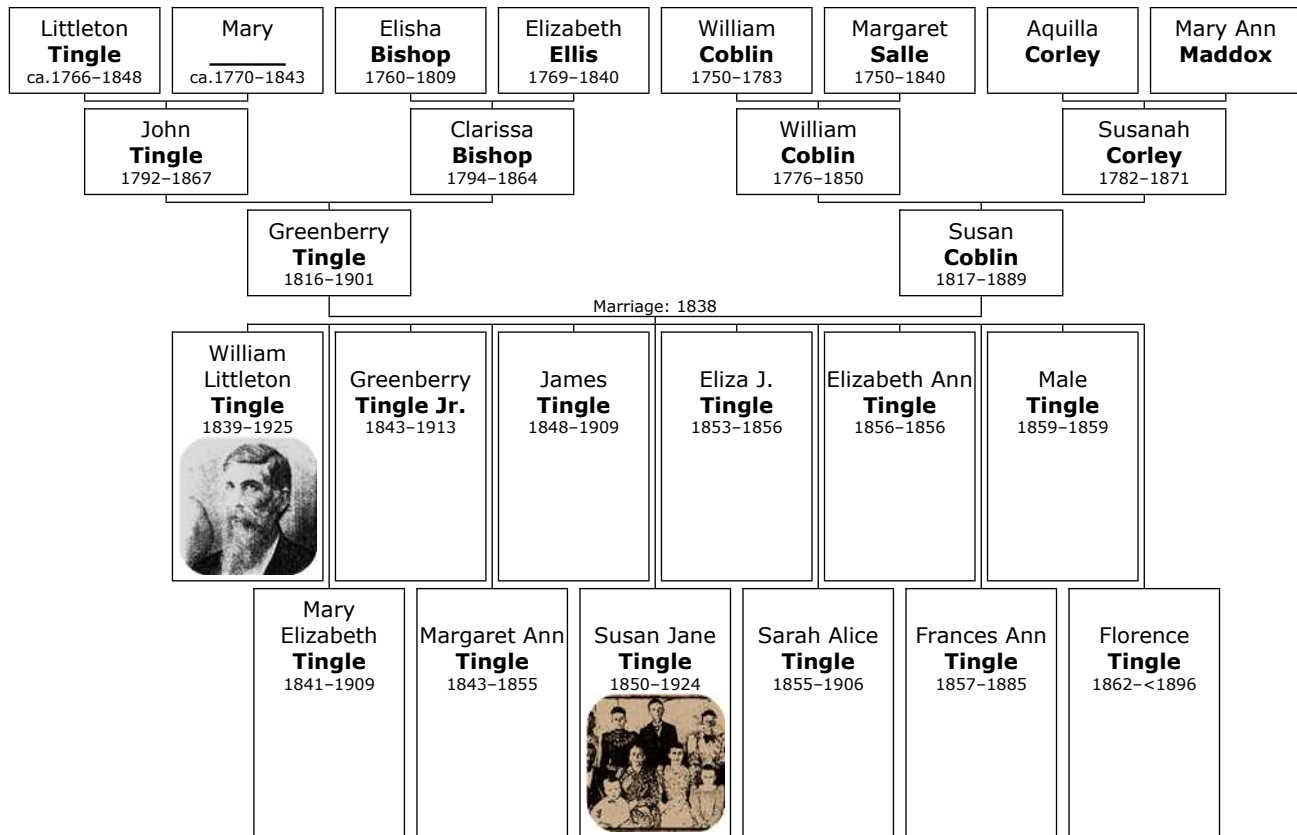 Littleton
Tingle
ca.1766–1848
Mary
______
ca.1770–1843
Elisha
Bishop
1760–1809
Elizabeth
Ellis
1769–1840
William
Coblin
1750–1783
Margaret
Salle
1750–1840
Aquilla
Corley
Mary Ann
Maddox
John
Tingle
1792–1867
Clarissa
Bishop
1794–1864
William
Coblin
1776–1850
Susanah
Corley
1782–1871
Greenberry
Tingle
1816–1901
Susan
Coblin
1817–1889
Marriage: 1838
William
Littleton
Tingle
1839–1925
Greenberry
Tingle Jr.
1843–1913
James
Tingle
1848–1909
Eliza J.
Tingle
1853–1856
Elizabeth Ann
Tingle
1856–1856
Male
Tingle
1859–1859
Mary
Elizabeth
Tingle
1841–1909
Margaret Ann
Tingle
1843–1855
Susan Jane
Tingle
1850–1924
Sarah Alice
Tingle
1855–1906
Frances Ann
Tingle
1857–1885
Florence
Tingle
1862–<1896